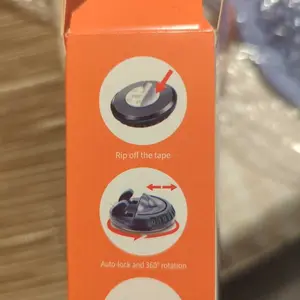 Rip off the tape
Auto-lock and 360° rotation